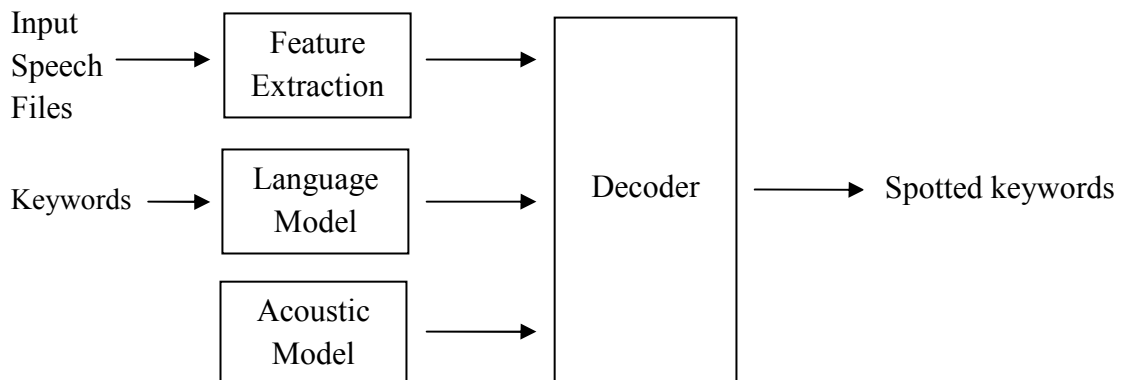 Input
Speech
Files
Feature
Extraction
Keywords
Language
Model
Acoustic
Model
Decoder
Spotted keywords